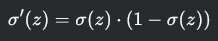 σ′(z) = σ(z) · (1 − σ(z))